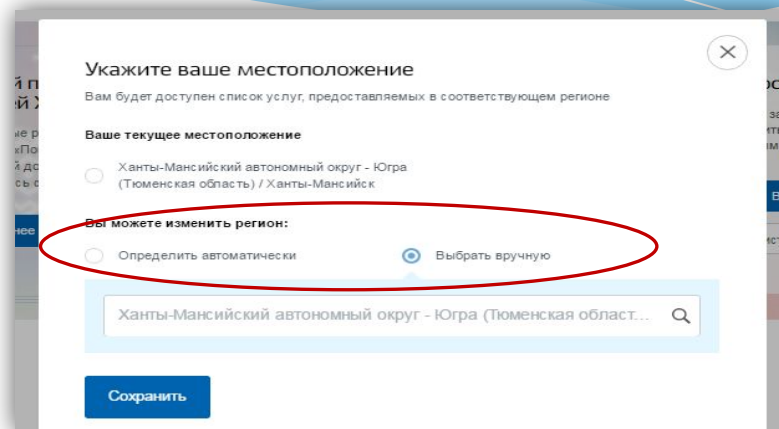 Укажите ваше местоположение
Вам будет доступен список услуг, предоставляемых в соответствующем регионе
Ваше текущее местоположение
Ханты-Мансийский автономный округ - Югра
(Тюменская область) / Ханты-Мансийск
Вы можете изменить регион:
Определить автоматически
Выбрать вручную
Ханты-Мансийский автономный округ - Югра (Тюменская област...
Сохранить